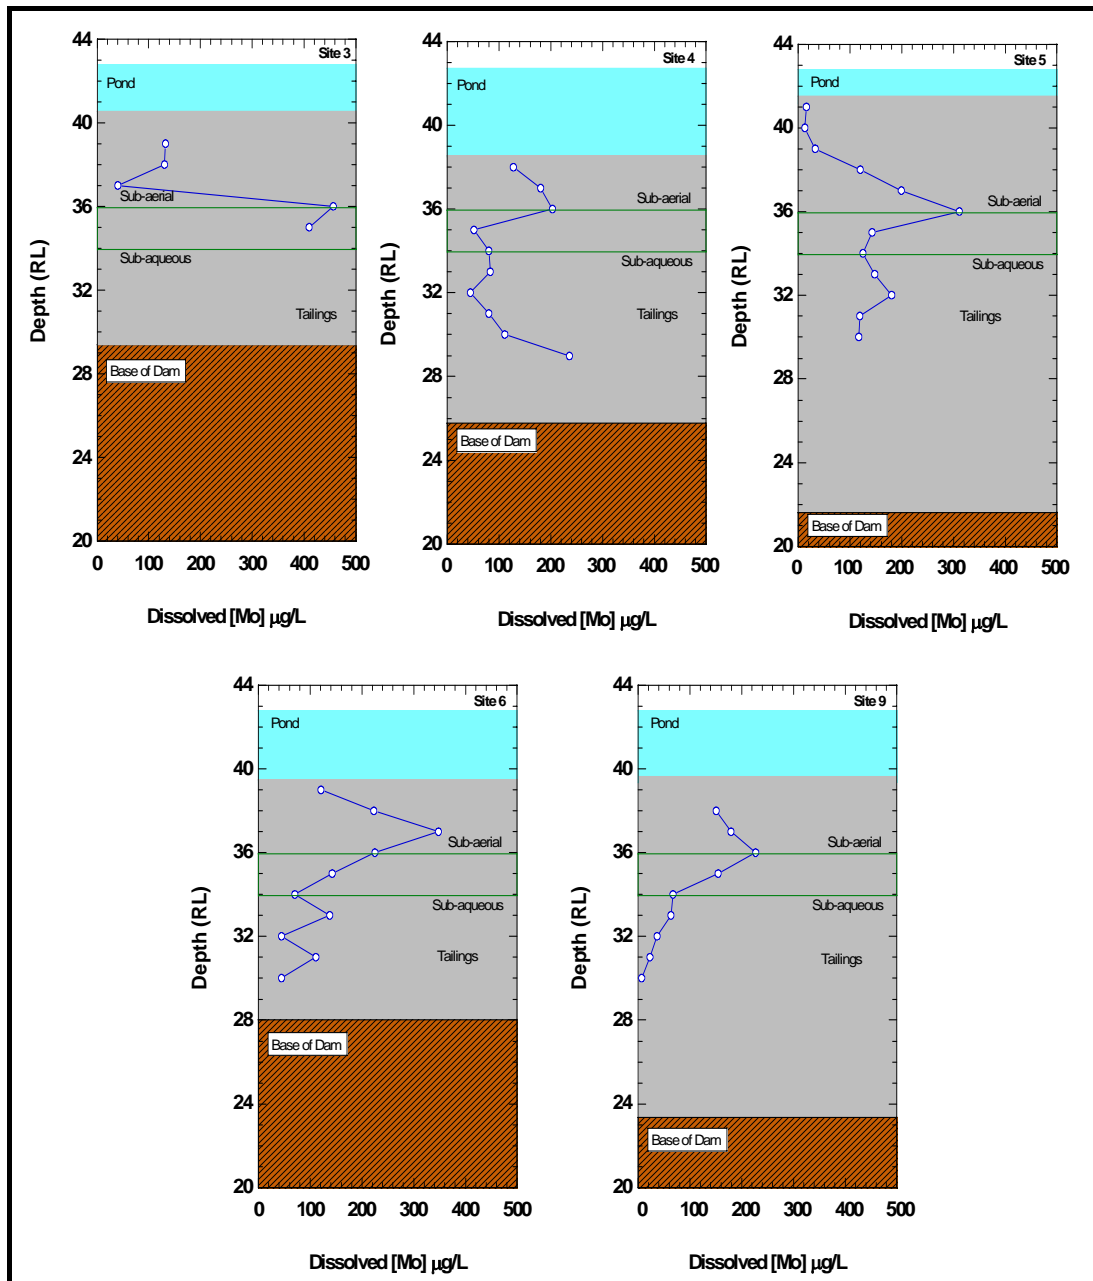 Site 3
44
Pond
40
Sub-aerial
36
Sub-aqueous
32
Tailings
28
Base of Dam
24
20
0 100 200 300 400 500
Depth (RL)
Dissolved [Mo] μg/L
Site 4
44
Pond
40
Sub-aerial
36
Sub-aqueous
32
Tailings
28
Base of Dam
24
20
0 100 200 300 400 500
Depth (RL)
Dissolved [Mo] μg/L
Site 5
44
Pond
40
Sub-aerial
36
Sub-aqueous
32
Tailings
28
24
Base of Dam
20
0 100 200 300 400 500
Depth (RL)
Dissolved [Mo] μg/L
Site 6
44
Pond
40
Sub-aerial
36
Sub-aqueous
32
Tailings
28
Base of Dam
24
20
0 100 200 300 400 500
Depth (RL)
Dissolved [Mo] μg/L
Site 9
44
Pond
40
Sub-aerial
36
Sub-aqueous
32
Tailings
28
24
Base of Dam
20
0 100 200 300 400 500
Depth (RL)
Dissolved [Mo] μg/L